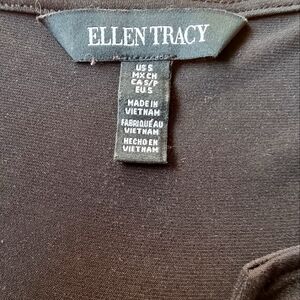 ELLEN TRACY
US S
MX CH
CA S/P
EU S
MADE IN
VIETNAM
FABRIQUÉ AU
VIETNAM
HECHO EN
VIETNAM